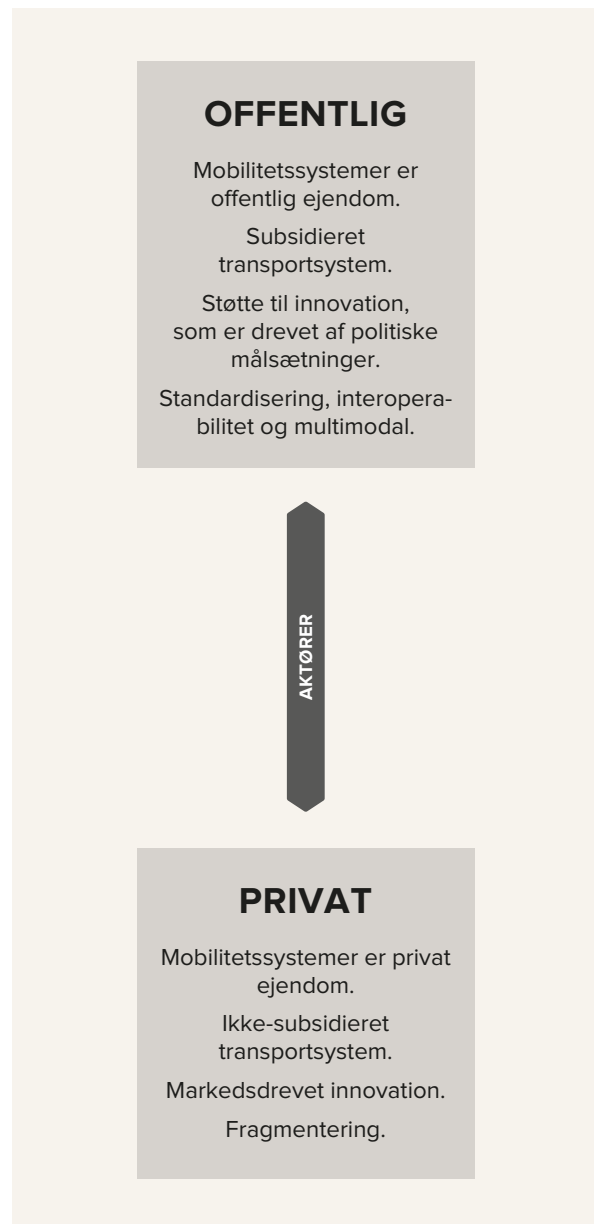 OFFENTLIG
Mobilitetssystemer er
offentlig ejendom.
Subsidieret
transportsystem.
Støtte til innovation,
som er drevet af politiske
målsætninger.
Standardisering, interopera-
bilitet og multimodal.
AKTØRER
PRIVAT
Mobilitetssystemer er privat
ejendom.
Ikke-subsidieret
transportsystem.
Markedsdrevet innovation.
Fragmentering.